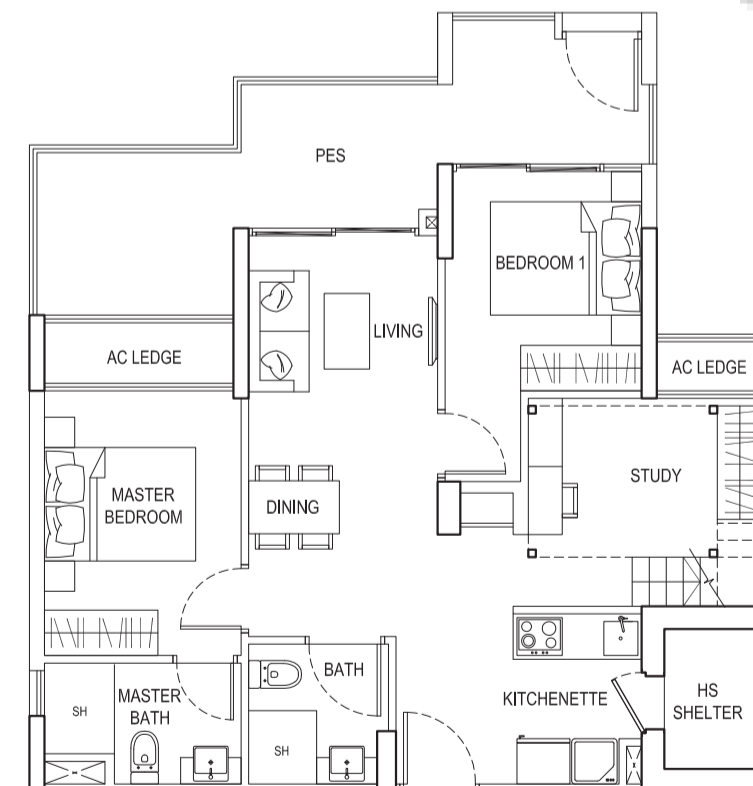 PES
BEDROOM 1
LIVING
AC LEDGE
AC LEDGE
STUDY
MASTER
BEDROOM
DINING
BATH
MASTER
BATH
SH
SH
KITCHENETTE
HS
SHELTER